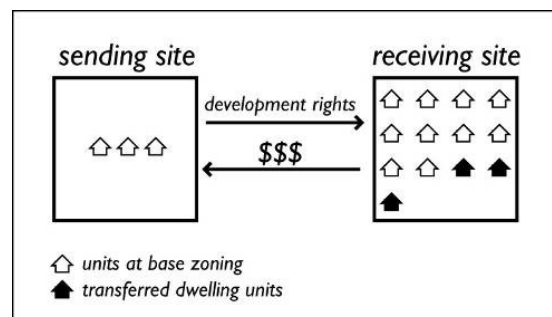 sending site
receiving site
development rights
$$$
units at base zoning
transferred dwelling units